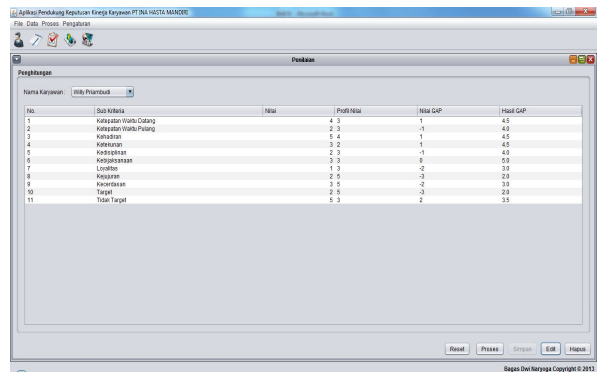 Aplikasi Pendukung Keputusan Kinerja Karyawan PT INA HASTA MANDIRI
File Data Proses Pengaturan
Penilaian
Penghitungan
Nama Karyawan : Willy Priambudi
No. Sub Kriteria Nilai Profil Nilai Nilai GAP Hasil GAP
1 Ketepatan Waktu Datang 4 3 1 4.5
2 Ketepatan Waktu Pulang 2 3 -1 4.0
3 Kehadiran 5 4 1 4.5
4 Ketekunan 3 2 1 4.5
5 Kedisiplinan 2 3 -1 4.0
6 Kebijaksanaan 3 3 0 5.0
7 Loyalitas 1 3 -2 3.0
8 Kejujuran 2 5 -3 2.0
9 Kecerdasan 3 5 -2 3.0
10 Target 2 5 -3 2.0
11 Tidak Target 5 3 2 3.5
Reset Proses Simpan Edit Hapus
Bagas Dwi Naryoga Copyright © 2013